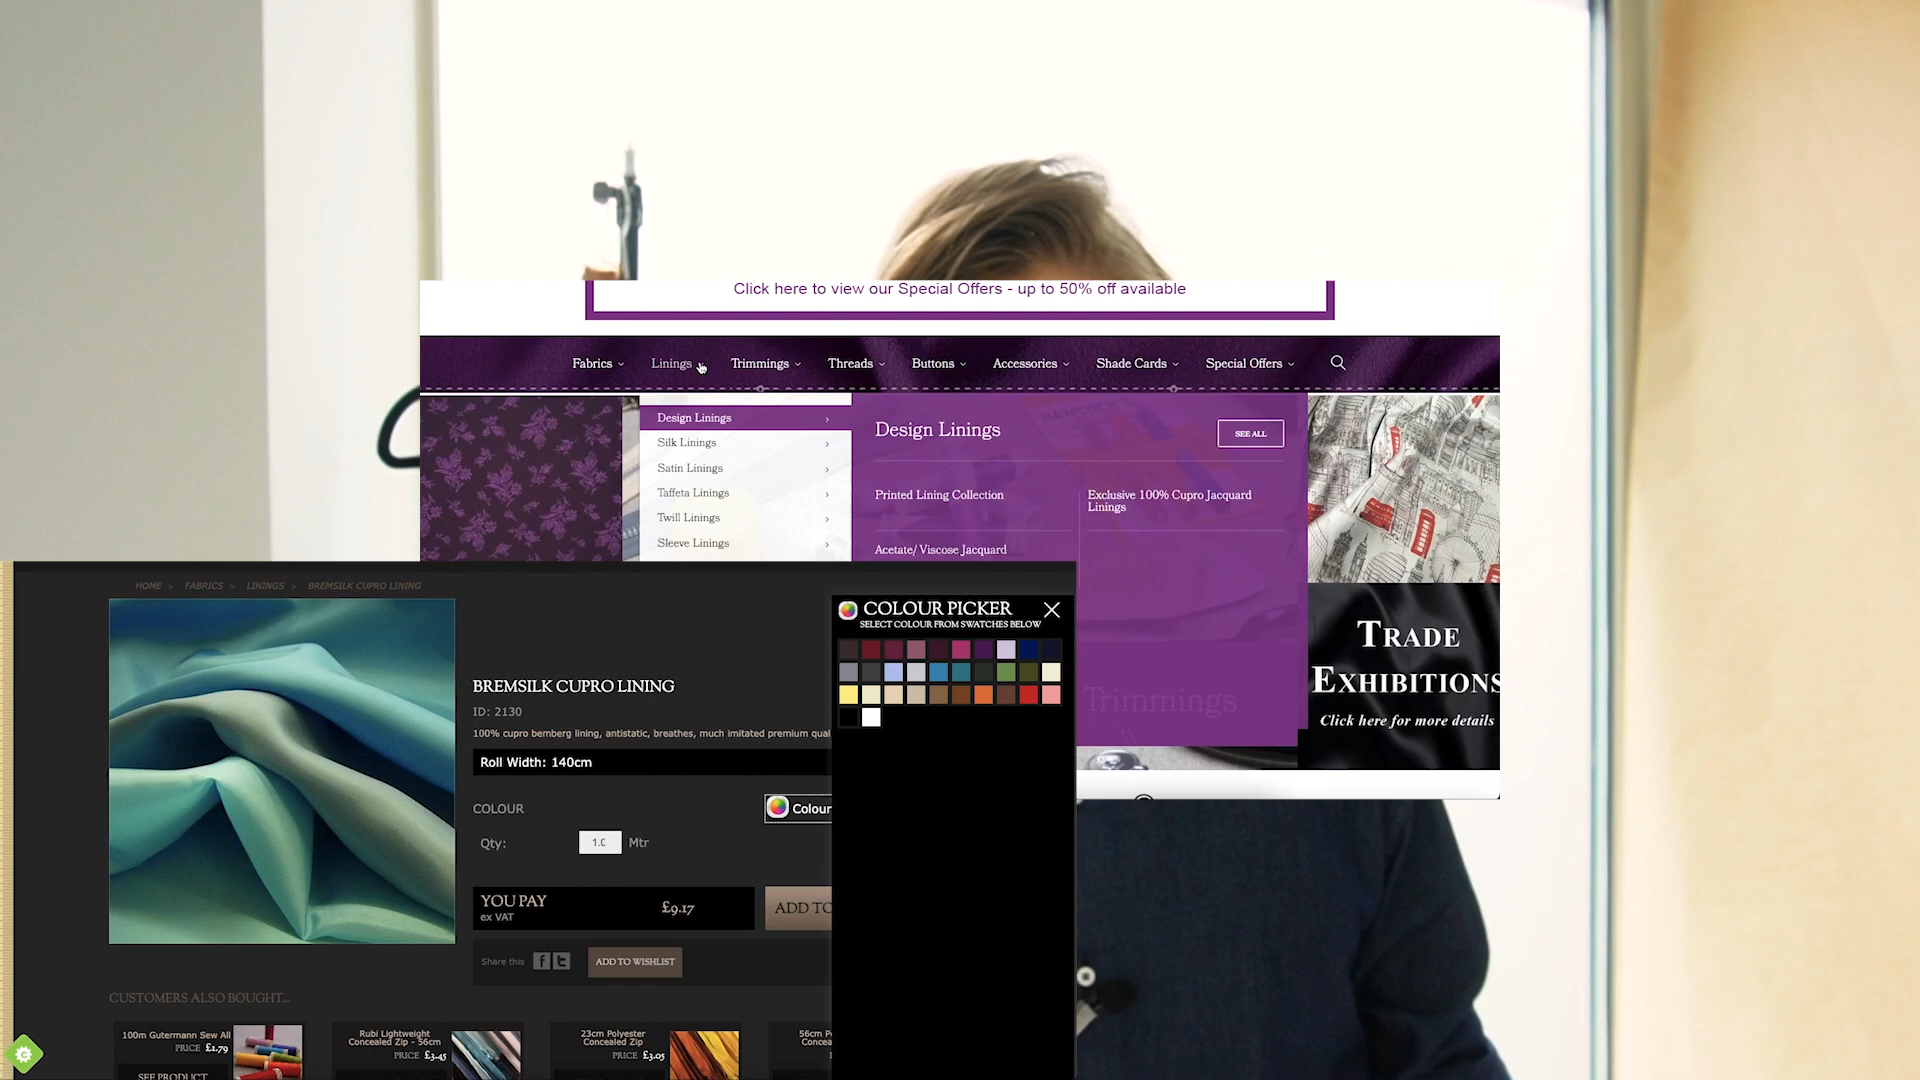 Click here to view our Special Offers - up to 50% off available
Fabrics
Linings
Trimmings
Threads
Buttons
Accessories
Shade Cards
Special Offers
Design Linings
Silk Linings
Satin Linings
Taffeta Linings
Twill Linings
Sleeve Linings
Design Linings
SEE ALL
Printed Lining Collection
Exclusive 100% Cupro Jacquard
Linings
Acetate/ Viscose Jacquard
Trimmings
TRADE
EXHIBITIONS
Click here for more details
HOME > FABRICS > LININGS > BREMSILK CUPRO LINING
BREMSILK CUPRO LINING
ID: 2130
100% cupro bemberg lining, antistatic, breathes, much imitated premium qual
Roll Width: 140cm
COLOUR
Colour
Qty:
1.0
Mtr
YOU PAY
ex VAT
£9.17
ADD TO
Share this
ADD TO WISHLIST
COLOUR PICKER
SELECT COLOUR FROM SWATCHES BELOW
CUSTOMERS ALSO BOUGHT...
100m Gutermann Sew All
PRICE £1.79
SEE PRODUCT
Rubi Lightweight
Concealed Zip - 56cm
PRICE £3.45
23cm Polyester
Concealed Zip
PRICE £3.05
56cm P
Concea